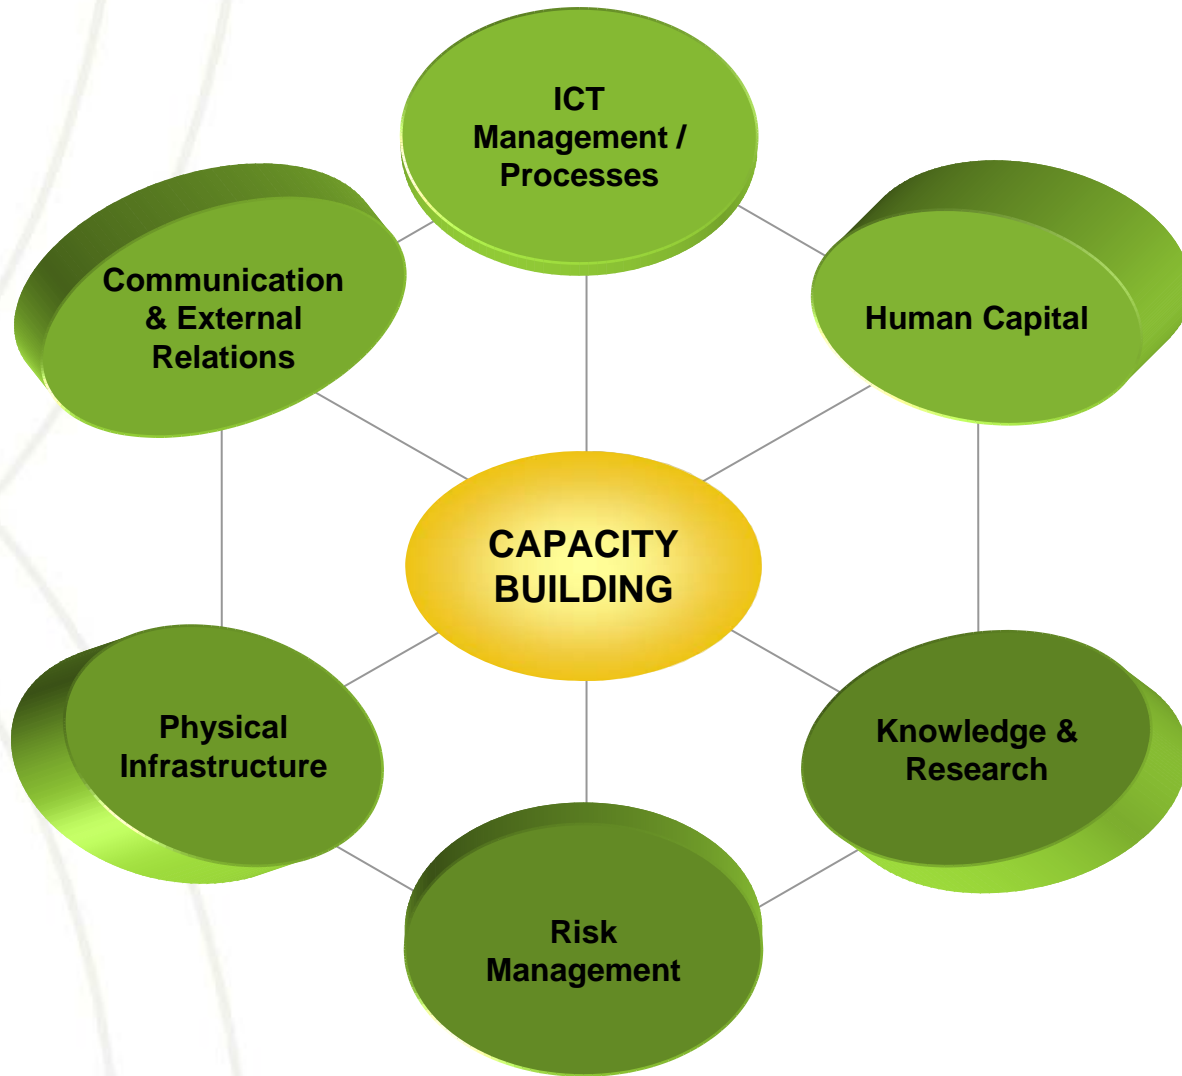 ICT
Management /
Processes
Communication
& External
Relations
Human Capital
CAPACITY
BUILDING
Physical
Infrastructure
Knowledge &
Research
Risk
Management